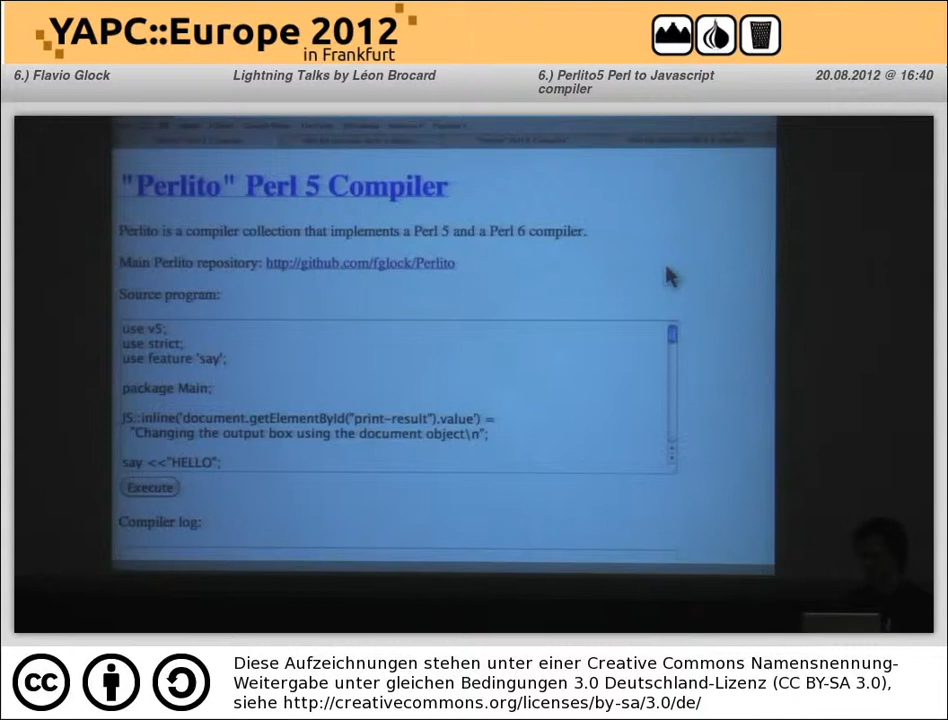 YAPC::Europe 2012
in Frankfurt
6.) Flavio Glock
Lightning Talks by Léon Brocard
6.) Perlito5 Perl to Javascript
compiler
20.08.2012 @ 16:40
"Perlito" Perl 5 Compiler
Perlito is a compiler collection that implements a Perl 5 and a Perl 6 compiler.
Main Perlito repository: http://github.com/fglock/Perlito
Source program:
use v5;
use strict;
use feature 'say';
package Main;
JS::inline('document.getElementById("print-result").value') =
"Changing the output box using the document object\n";
say <<"HELLO";
Execute
Compiler log:
cc
Diese Aufzeichnungen stehen unter einer Creative Commons Namensnennung-
Weitergabe unter gleichen Bedingungen 3.0 Deutschland-Lizenz (CC BY-SA 3.0),
siehe http://creativecommons.org/licenses/by-sa/3.0/de/